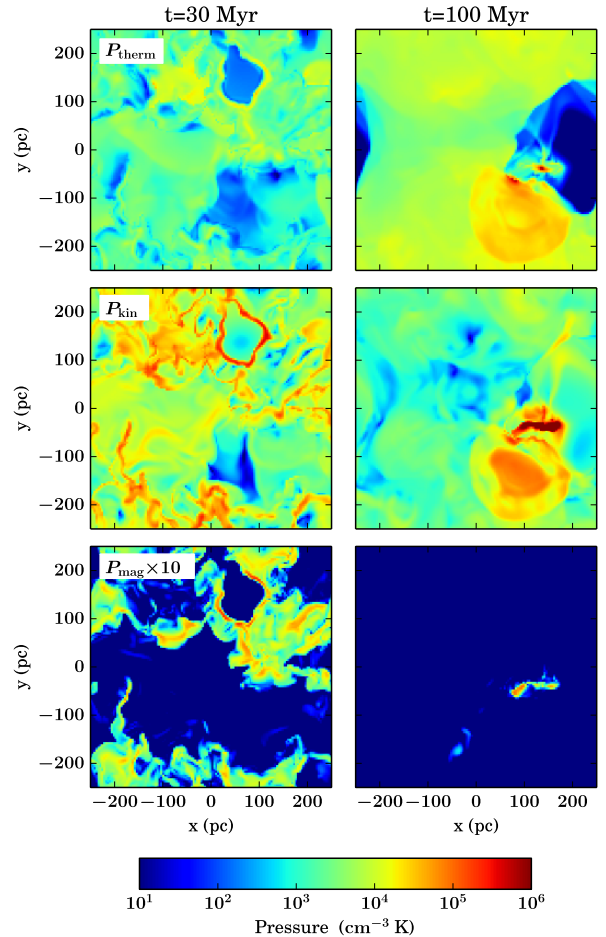 t=30 Myr t=100 Myr
P_therm
200
100
0
−100
−200
y (pc)
P_kin
200
100
0
−100
−200
y (pc)
P_mag×10
200
100
0
−100
−200
y (pc)
−200 −100 0 100 200 −200 −100 0 100 200
x (pc) x (pc)
10^1 10^2 10^3 10^4 10^5 10^6
Pressure (cm^−3 K)